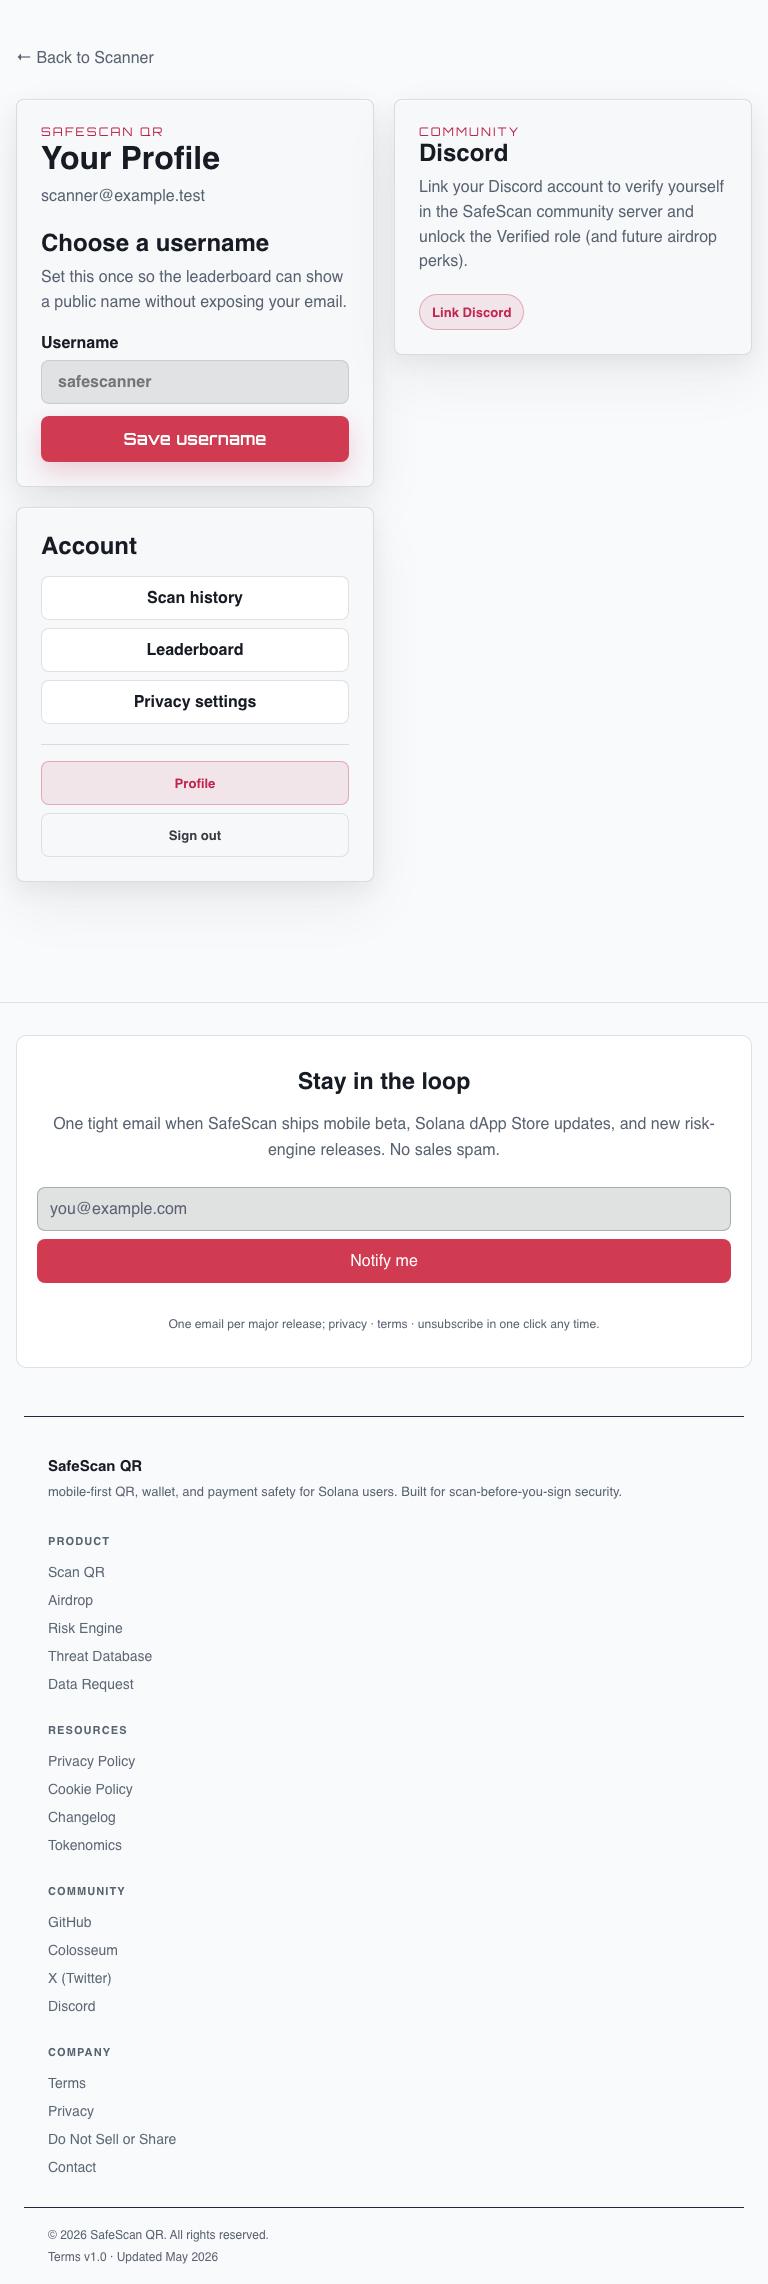 ← Back to Scanner
SAFESCAN QR
Your Profile
scanner@example.test
Choose a username
Set this once so the leaderboard can show
a public name without exposing your email.
Username
safescanner
Save username
COMMUNITY
Discord
Link your Discord account to verify yourself
in the SafeScan community server and
unlock the Verified role (and future airdrop
perks).
Link Discord
Account
Scan history
Leaderboard
Privacy settings
Profile
Sign out
Stay in the loop
One tight email when SafeScan ships mobile beta, Solana dApp Store updates, and new risk-
engine releases. No sales spam.
you@example.com
Notify me
One email per major release; privacy · terms · unsubscribe in one click any time.
SafeScan QR
mobile-first QR, wallet, and payment safety for Solana users. Built for scan-before-you-sign security.
PRODUCT
Scan QR
Airdrop
Risk Engine
Threat Database
Data Request
RESOURCES
Privacy Policy
Cookie Policy
Changelog
Tokenomics
COMMUNITY
GitHub
Colosseum
X (Twitter)
Discord
COMPANY
Terms
Privacy
Do Not Sell or Share
Contact
© 2026 SafeScan QR. All rights reserved.
Terms v1.0 · Updated May 2026